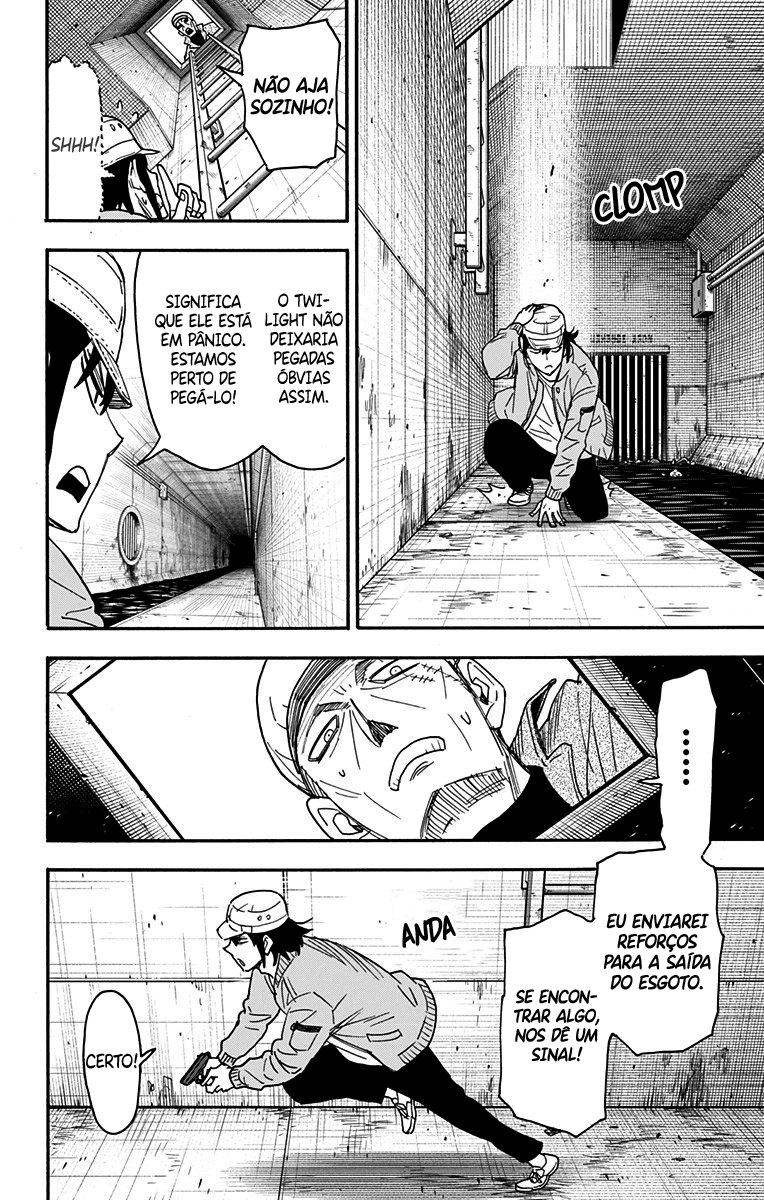 CLOMP
NÃO AJA
SOZINHO!
SHHH!
O TWI-
LIGHT NÃO
DEIXARIA
PEGADAS
ÓBVIAS
ASSIM.
SIGNIFICA
QUE ELE ESTÁ
EM PÂNICO.
ESTAMOS
PERTO DE
PEGÁ-LO!
......
EU ENVIAREI
REFORÇOS
PARA A SAÍDA
DO ESGOTO.
SE ENCON-
TRAR ALGO,
NOS DÊ UM
SINAL!
ANDA
CERTO!